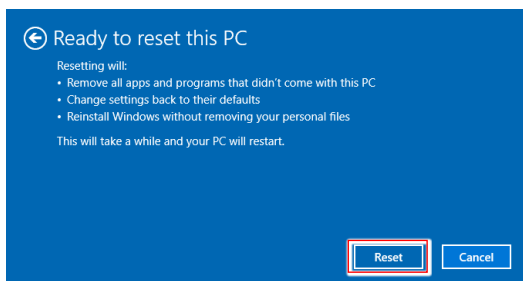 Ready to reset this PC
Resetting will:
• Remove all apps and programs that didn't come with this PC
• Change settings back to their defaults
• Reinstall Windows without removing your personal files
This will take a while and your PC will restart.
Reset
Cancel